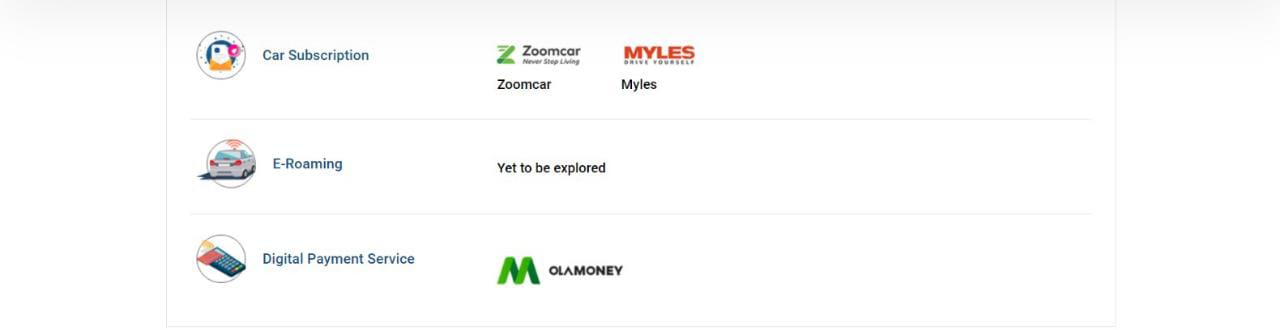 Car Subscription
Zoomcar
Never Stop Living
MYLES
DRIVE YOURSELF
Zoomcar
Myles
E-Roaming
Yet to be explored
Digital Payment Service
OLAMONEY